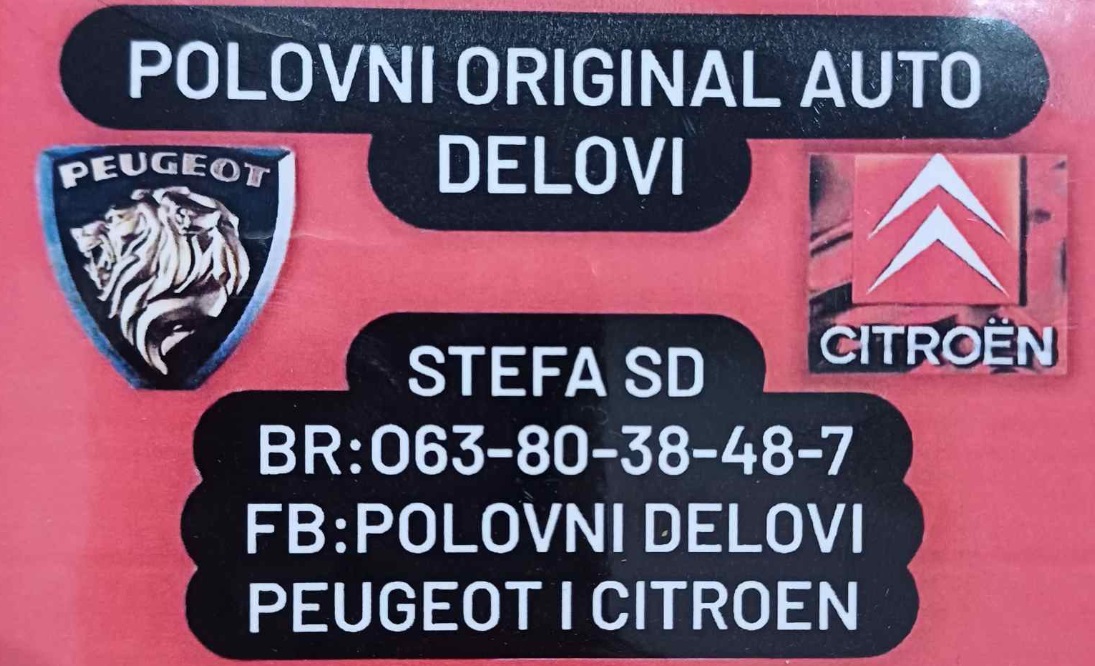 POLOVNI ORIGINAL AUTO
DELOVI
PEUGEOT
CITROËN
STEFA SD
BR:063-80-38-48-7
FB:POLOVNI DELOVI
PEUGEOT I CITROEN